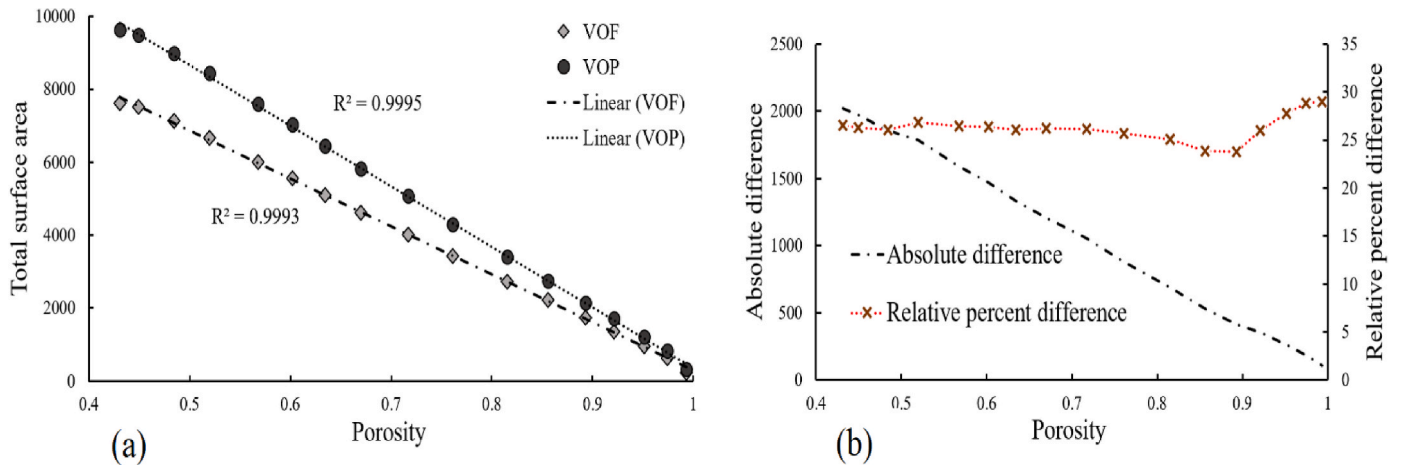 10000
8000
6000
4000
2000
0
Total surface area
0.4 0.5 0.6 0.7 0.8 0.9 1
Porosity
(a)
VOF
VOP
Linear (VOF)
Linear (VOP)
R² = 0.9995
R² = 0.9993
2500
2000
1500
1000
500
0
Absolute difference
35
30
25
20
15
10
5
0
Relative percent difference
Absolute difference
Relative percent difference
0.4 0.5 0.6 0.7 0.8 0.9 1
Porosity
(b)